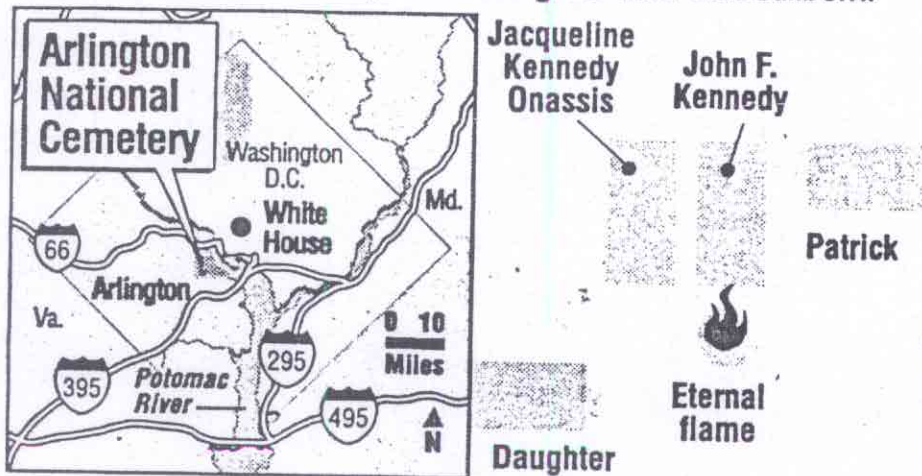 Arlington
National
Cemetery
Washington
D.C.
White
House
Md.
66
Arlington
Va.
0 10
Miles
395
295
Potomac
River
495
N
Jacqueline
Kennedy
Onassis
John F.
Kennedy
Patrick
Eternal
flame
Daughter